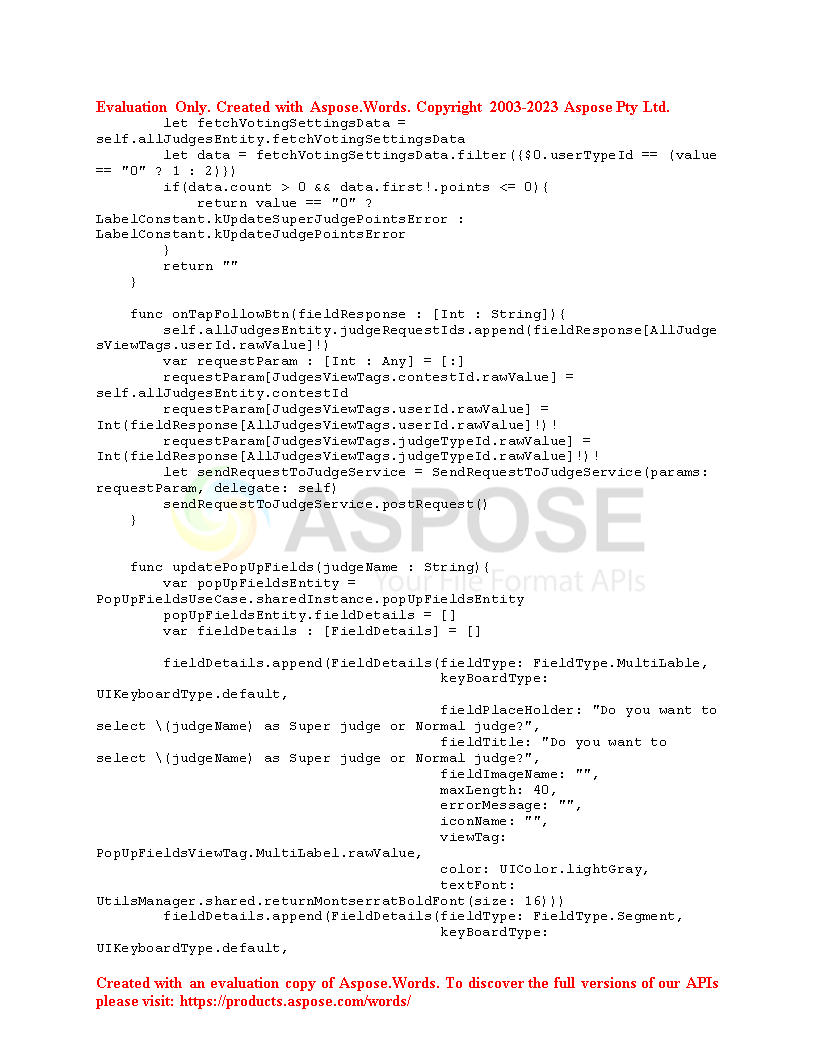 Evaluation Only. Created with Aspose.Words. Copyright 2003-2023 Aspose Pty Ltd.
        let fetchVotingSettingsData =
self.allJudgesEntity.fetchVotingSettingsData
        let data = fetchVotingSettingsData.filter({$0.userTypeId == (value
== "0" ? 1 : 2)})
        if(data.count > 0 && data.first!.points <= 0){
            return value == "0" ?
LabelConstant.kUpdateSuperJudgePointsError :
LabelConstant.kUpdateJudgePointsError
        }
        return ""
    }

    func onTapFollowBtn(fieldResponse : [Int : String]){
        self.allJudgesEntity.judgeRequestIds.append(fieldResponse[AllJudge
sViewTags.userId.rawValue]!)
        var requestParam : [Int : Any] = [:]
        requestParam[JudgesViewTags.contestId.rawValue] =
self.allJudgesEntity.contestId
        requestParam[JudgesViewTags.userId.rawValue] =
Int(fieldResponse[AllJudgesViewTags.userId.rawValue]!)!
        requestParam[JudgesViewTags.judgeTypeId.rawValue] =
Int(fieldResponse[AllJudgesViewTags.judgeTypeId.rawValue]!)!
        let sendRequestToJudgeService = SendRequestToJudgeService(params:
requestParam, delegate: self)
        sendRequestToJudgeService.postRequest()
    }
ASPOSE
Your File Format APIs

    func updatePopUpFields(judgeName : String){
        var popUpFieldsEntity =
PopUpFieldsUseCase.sharedInstance.popUpFieldsEntity
        popUpFieldsEntity.fieldDetails = []
        var fieldDetails : [FieldDetails] = []

        fieldDetails.append(FieldDetails(fieldType: FieldType.MultiLable,
                                         keyBoardType:
UIKeyboardType.default,
                                         fieldPlaceHolder: "Do you want to
select \(judgeName) as Super judge or Normal judge?",
                                         fieldTitle: "Do you want to
select \(judgeName) as Super judge or Normal judge?",
                                         fieldImageName: "",
                                         maxLength: 40,
                                         errorMessage: "",
                                         iconName: "",
                                         viewTag:
PopUpFieldsViewTag.MultiLabel.rawValue,
                                         color: UIColor.lightGray,
                                         textFont:
UtilsManager.shared.returnMontserratBoldFont(size: 16)))
        fieldDetails.append(FieldDetails(fieldType: FieldType.Segment,
                                         keyBoardType:
UIKeyboardType.default,
Created with an evaluation copy of Aspose.Words. To discover the full versions of our APIs
please visit: https://products.aspose.com/words/